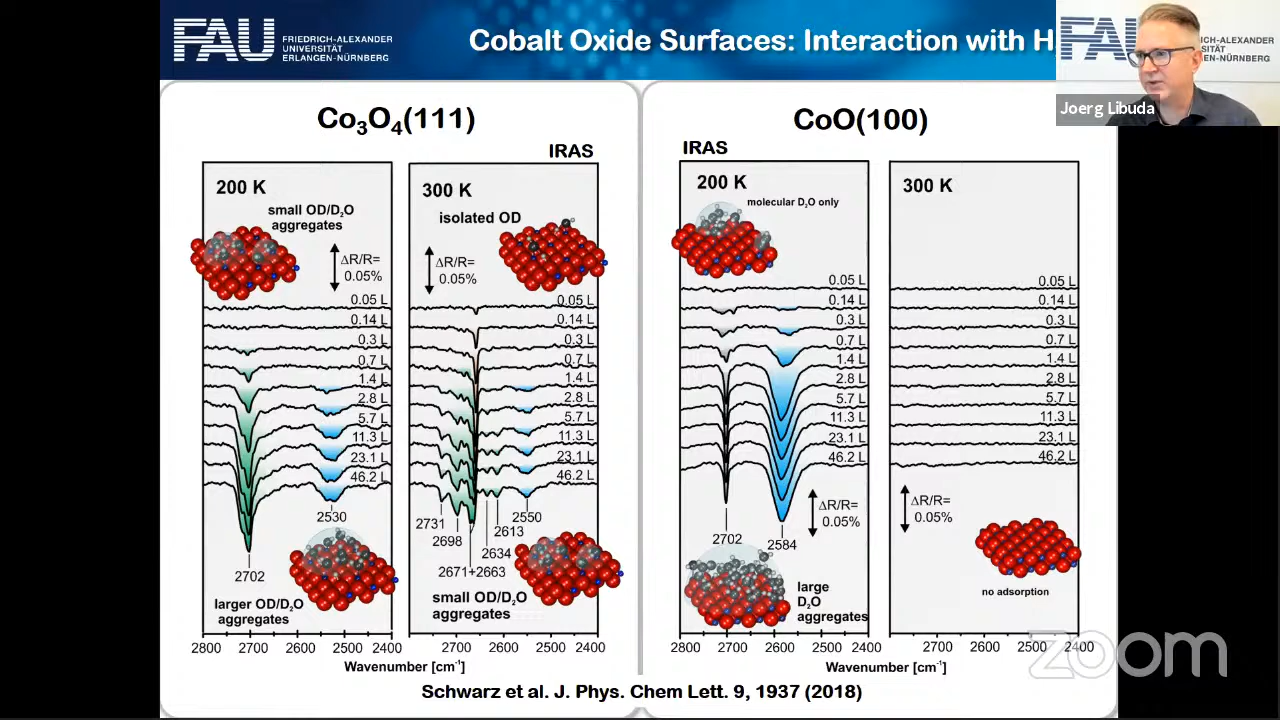 FAU
FRIEDRICH-ALEXANDER
UNIVERSITÄT
ERLANGEN-NÜRNBERG
Cobalt Oxide Surfaces: Interaction with H
RICH-ALEXANDER
SITÄT
EN-NÜRNBERG
Joerg Libuda
Co₃O₄(111)
IRAS
200 K
small OD/D₂O
aggregates
ΔR/R=
0.05%
0.05 L
0.14 L
0.3 L
0.7 L
1.4 L
2.8 L
5.7 L
11.3 L
23.1 L
46.2 L
2530
2702
larger OD/D₂O
aggregates
2800
2700
2600
2500
2400
300 K
isolated OD
ΔR/R=
0.05%
0.05 L
0.14 L
0.3 L
0.7 L
1.4 L
2.8 L
5.7 L
11.3 L
23.1 L
46.2 L
2731
2698
2671+2663
2634
2613
2550
small OD/D₂O
aggregates
2700
2600
2500
2400
Wavenumber [cm⁻¹]
CoO(100)
IRAS
200 K
molecular D₂O only
0.05 L
0.14 L
0.3 L
0.7 L
1.4 L
2.8 L
5.7 L
11.3 L
23.1 L
46.2 L
ΔR/R=
0.05%
2702
2584
large
D₂O
aggregates
2800
2700
2600
2500
2400
300 K
0.05 L
0.14 L
0.3 L
0.7 L
1.4 L
2.8 L
5.7 L
11.3 L
23.1 L
46.2 L
ΔR/R=
0.05%
no adsorption
2700
2600
2500
2400
Wavenumber [cm⁻¹]
Schwarz et al. J. Phys. Chem Lett. 9, 1937 (2018)
zoom